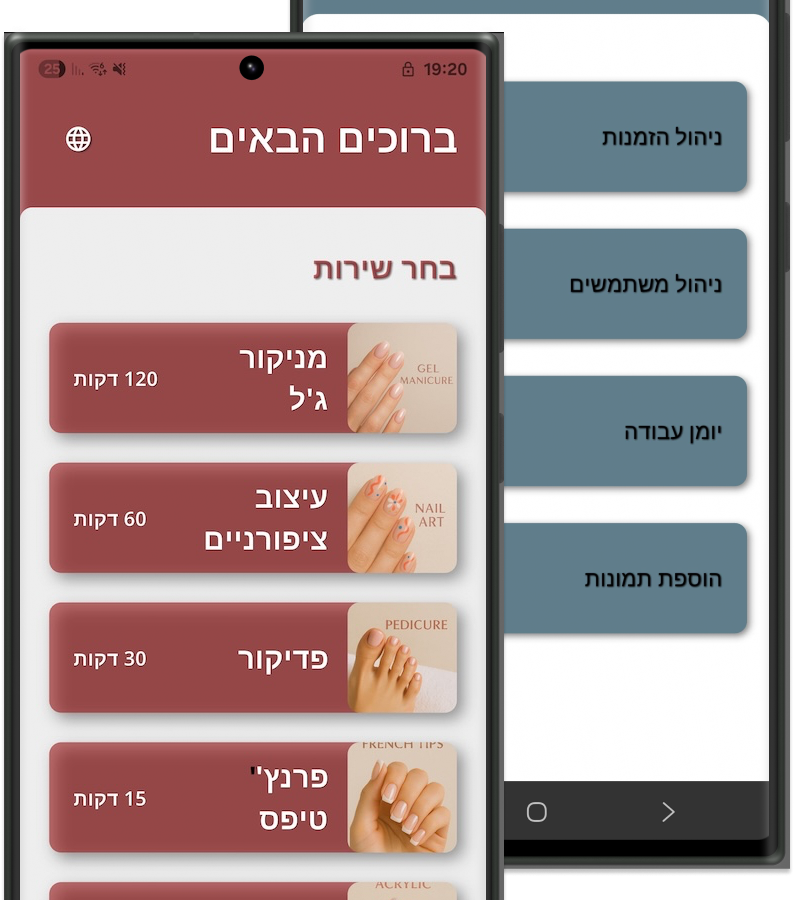 25
19:20
ברוכים הבאים
בחר שירות
מניקור
ג'ל
120 דקות
GEL
MANICURE
עיצוב
ציפורניים
60 דקות
NAIL
ART
פדיקור
30 דקות
PEDICURE
פרנץ''
טיפס
15 דקות
FRENCH TIPS
ACRYLIC
ניהול הזמנות
ניהול משתמשים
יומן עבודה
הוספת תמונות